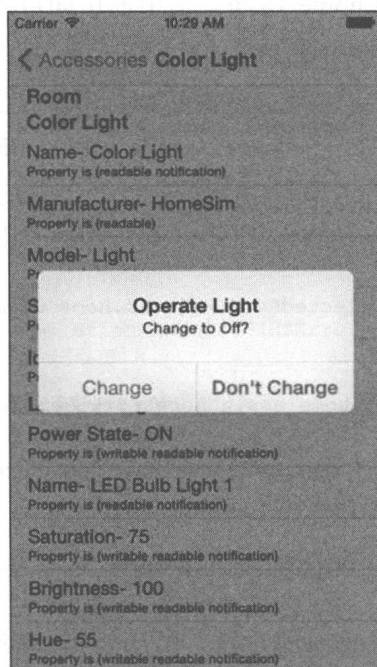 Carrier 10:29 AM
Accessories Color Light
Room
Color Light
Name- Color Light
Property is (readable notification)
Manufacturer- HomeSim
Property is (readable)
Model- Light
Operate Light
Change to Off?
Change Don't Change
Power State- ON
Property is (writable readable notification)
Name- LED Bulb Light 1
Property is (readable notification)
Saturation- 75
Property is (writable readable notification)
Brightness- 100
Property is (writable readable notification)
Hue- 55
Property is (writable readable notification)